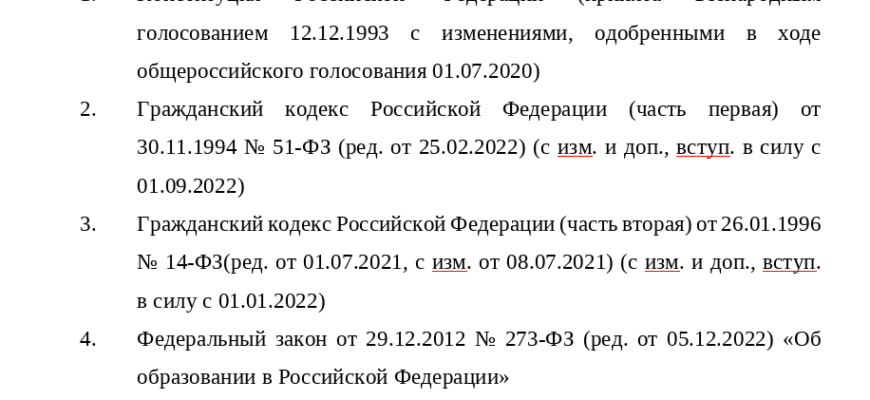 голосованием 12.12.1993 с изменениями, одобренными в ходе
общероссийского голосования 01.07.2020)
2. Гражданский кодекс Российской Федерации (часть первая) от
30.11.1994 № 51-ФЗ (ред. от 25.02.2022) (с изм. и доп., вступ. в силу с
01.09.2022)
3. Гражданский кодекс Российской Федерации (часть вторая) от 26.01.1996
№ 14-ФЗ(ред. от 01.07.2021, с изм. от 08.07.2021) (с изм. и доп., вступ.
в силу с 01.01.2022)
4. Федеральный закон от 29.12.2012 № 273-ФЗ (ред. от 05.12.2022) «Об
образовании в Российской Федерации»